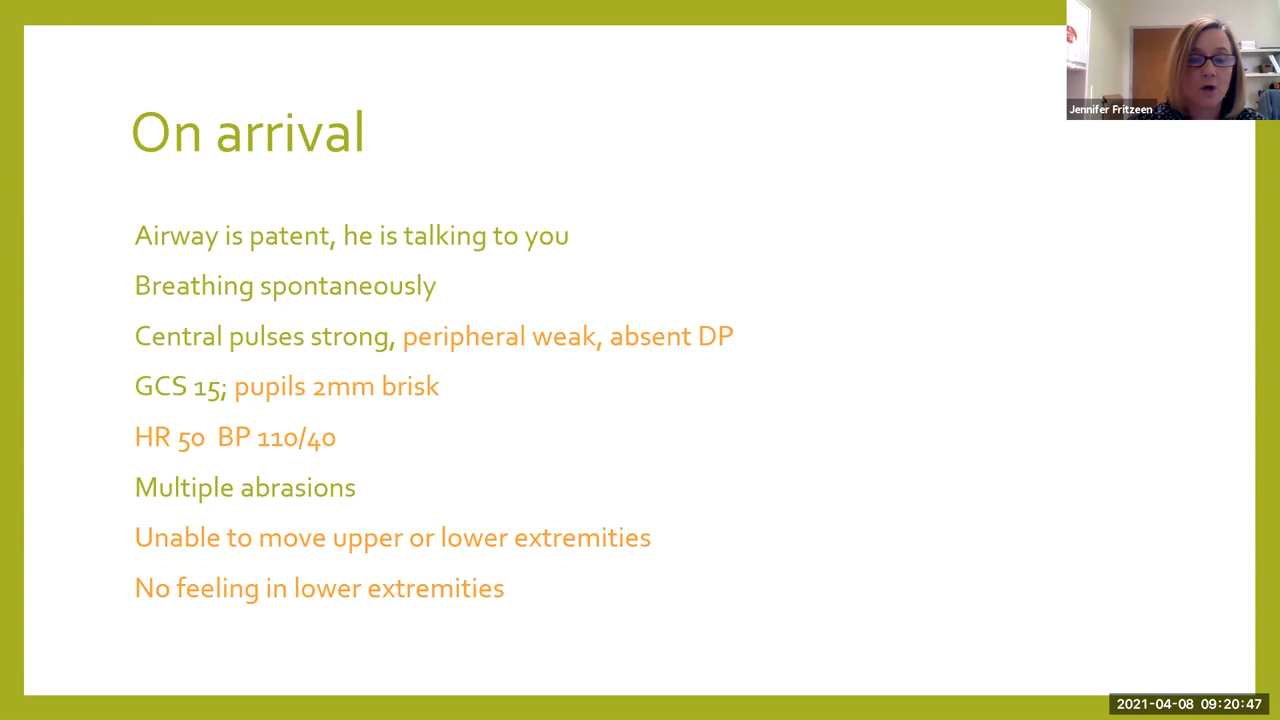 Jennifer Fritzeen
On arrival
Airway is patent, he is talking to you
Breathing spontaneously
Central pulses strong, peripheral weak, absent DP
GCS 15; pupils 2mm brisk
HR 50 BP 110/40
Multiple abrasions
Unable to move upper or lower extremities
No feeling in lower extremities
2021-04-08 09:20:47